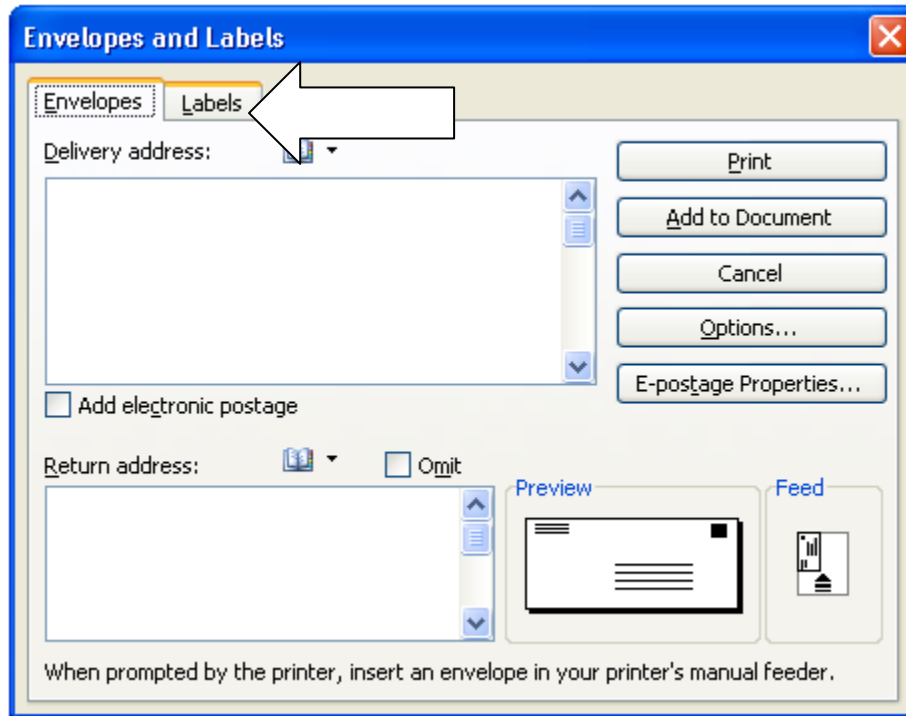 Envelopes and Labels
Envelopes Labels
Delivery address:
Print
Add to Document
Cancel
Options...
E-postage Properties...
Add electronic postage
Return address:
Omit
Preview
Feed
When prompted by the printer, insert an envelope in your printer's manual feeder.